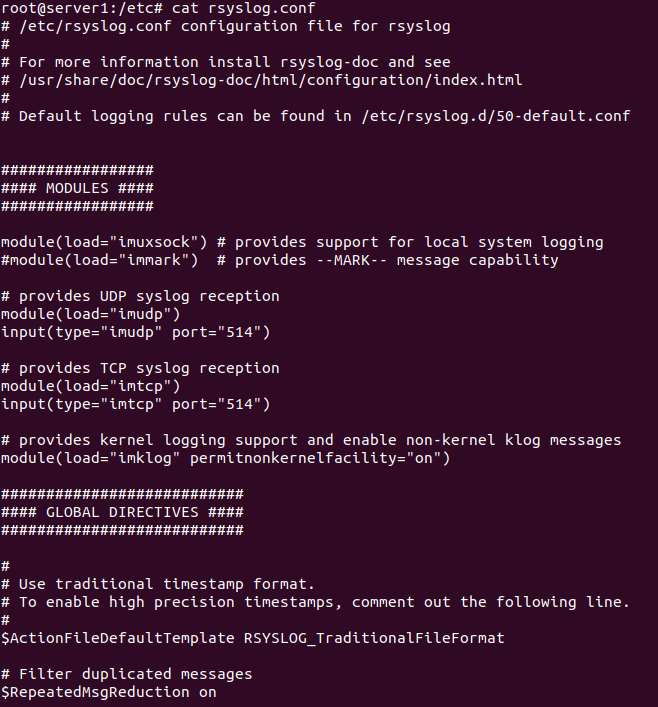 root@server1:/etc# cat rsyslog.conf
# /etc/rsyslog.conf configuration file for rsyslog
#
# For more information install rsyslog-doc and see
# /usr/share/doc/rsyslog-doc/html/configuration/index.html
#
# Default logging rules can be found in /etc/rsyslog.d/50-default.conf
#################
#### MODULES ####
#################
module(load="imuxsock") # provides support for local system logging
#module(load="immark")  # provides --MARK-- message capability
# provides UDP syslog reception
module(load="imudp")
input(type="imudp" port="514")
# provides TCP syslog reception
module(load="imtcp")
input(type="imtcp" port="514")
# provides kernel logging support and enable non-kernel klog messages
module(load="imklog" permitnonkernelfacility="on")
###########################
#### GLOBAL DIRECTIVES ####
###########################
#
# Use traditional timestamp format.
# To enable high precision timestamps, comment out the following line.
#
$ActionFileDefaultTemplate RSYSLOG_TraditionalFileFormat
# Filter duplicated messages
$RepeatedMsgReduction on